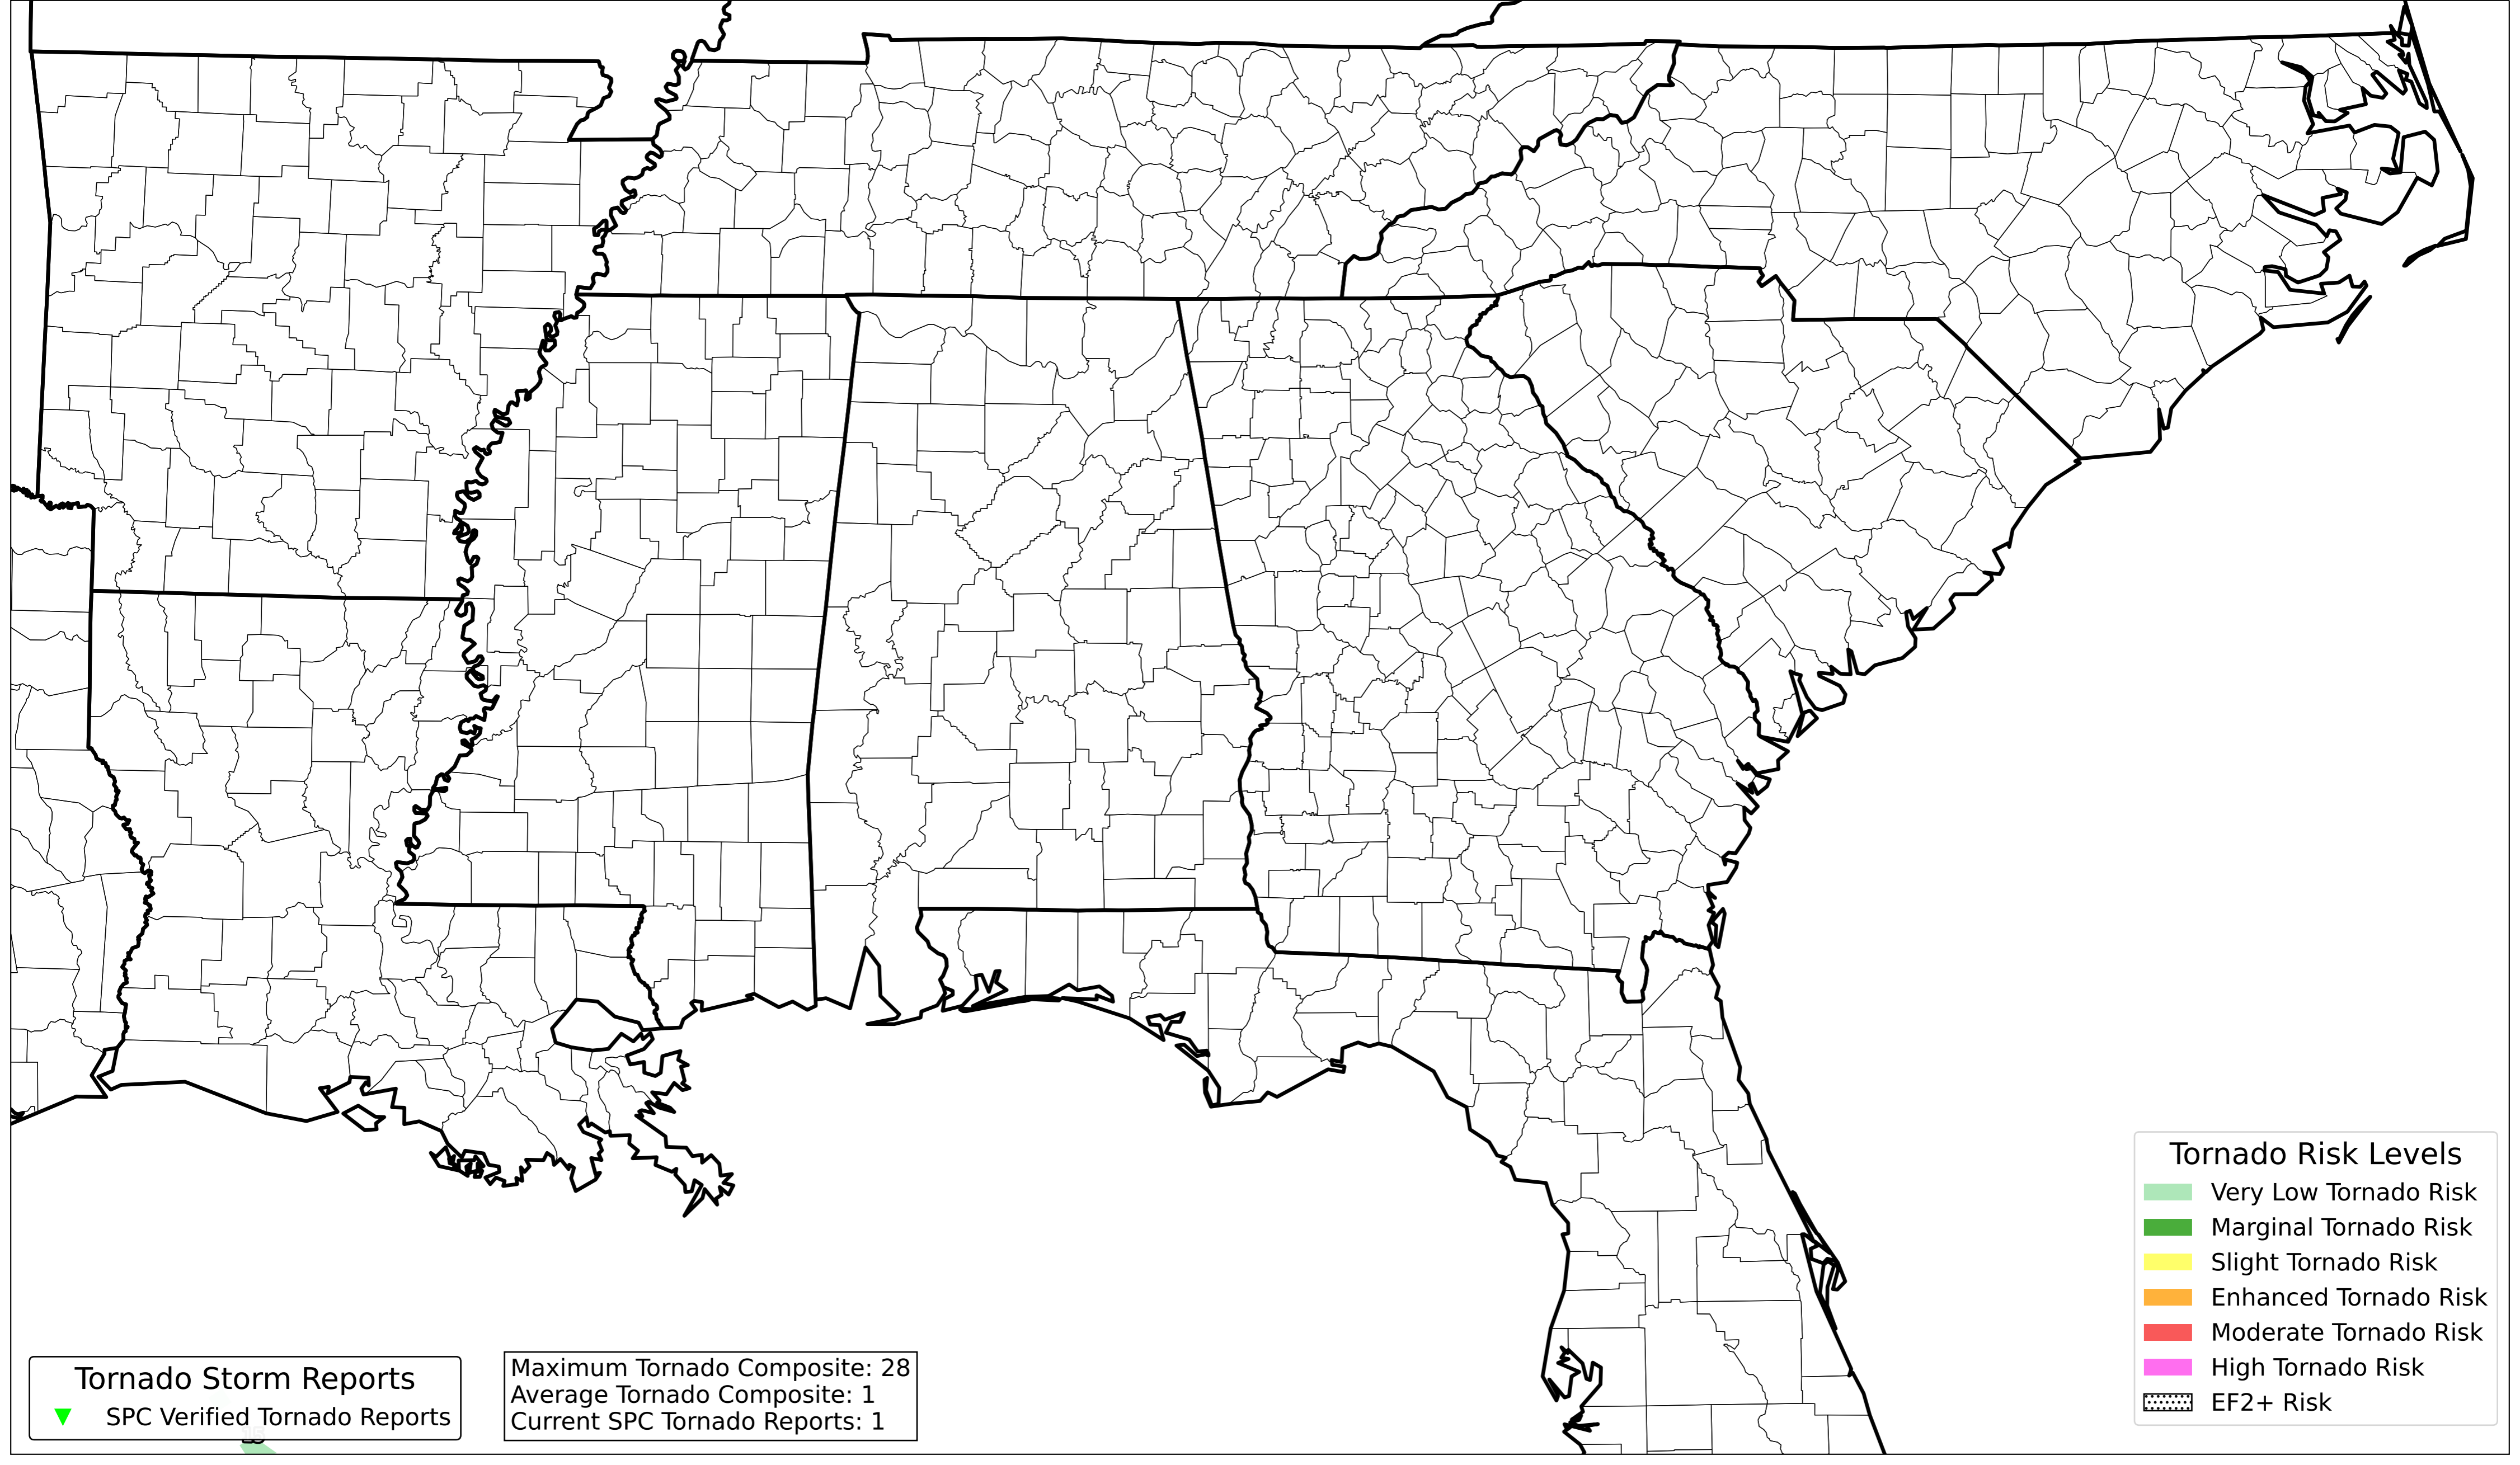 Tornado Risk Levels
Very Low Tornado Risk
Marginal Tornado Risk
Slight Tornado Risk
Enhanced Tornado Risk
Moderate Tornado Risk
High Tornado Risk
EF2+ Risk
Tornado Storm Reports
SPC Verified Tornado Reports
Maximum Tornado Composite: 28
Average Tornado Composite: 1
Current SPC Tornado Reports: 1